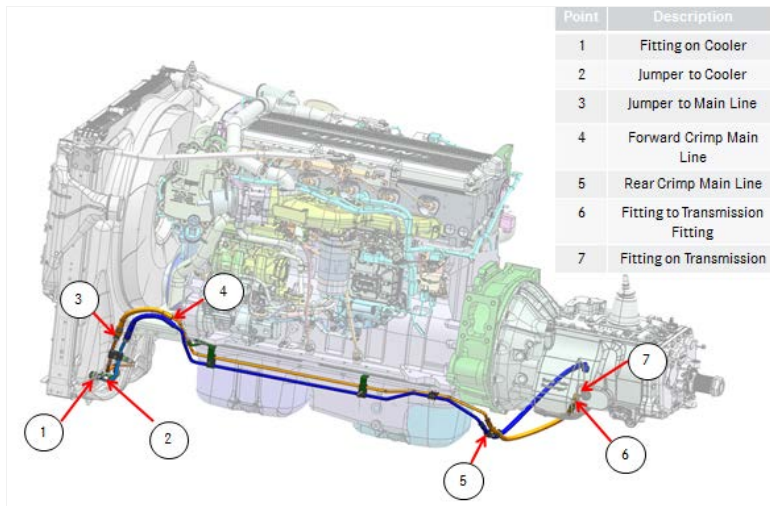 Point Description
1 Fitting on Cooler
2 Jumper to Cooler
3 Jumper to Main Line
4 Forward Crimp Main
Line
5 Rear Crimp Main Line
6 Fitting to Transmission
Fitting
7 Fitting on Transmission
4
3
7
1
2
6
5